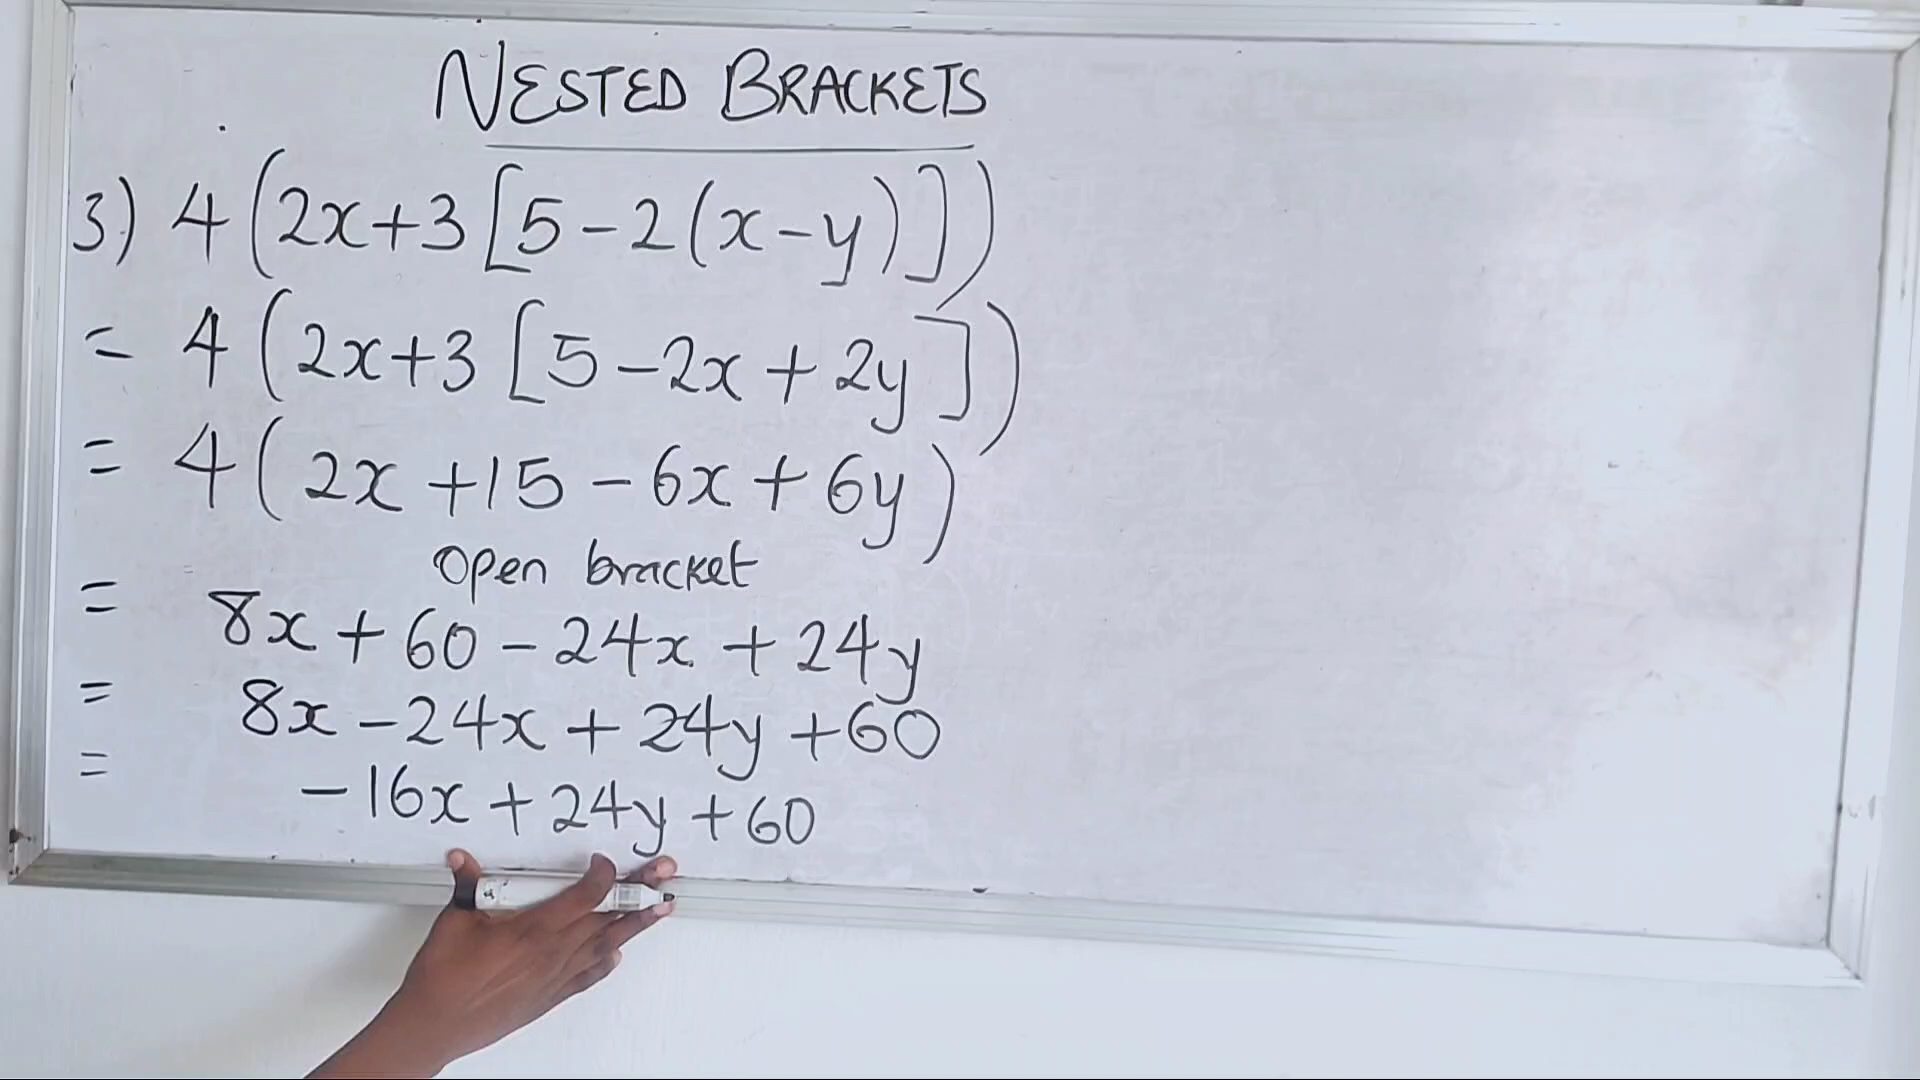 NESTED BRACKETS
3) 4(2x+3[5-2(x-y)])
= 4(2x+3[5-2x+2y])
= 4(2x+15-6x+6y)
open bracket
= 8x+60-24x+24y
= 8x-24x+24y+60
= -16x+24y+60